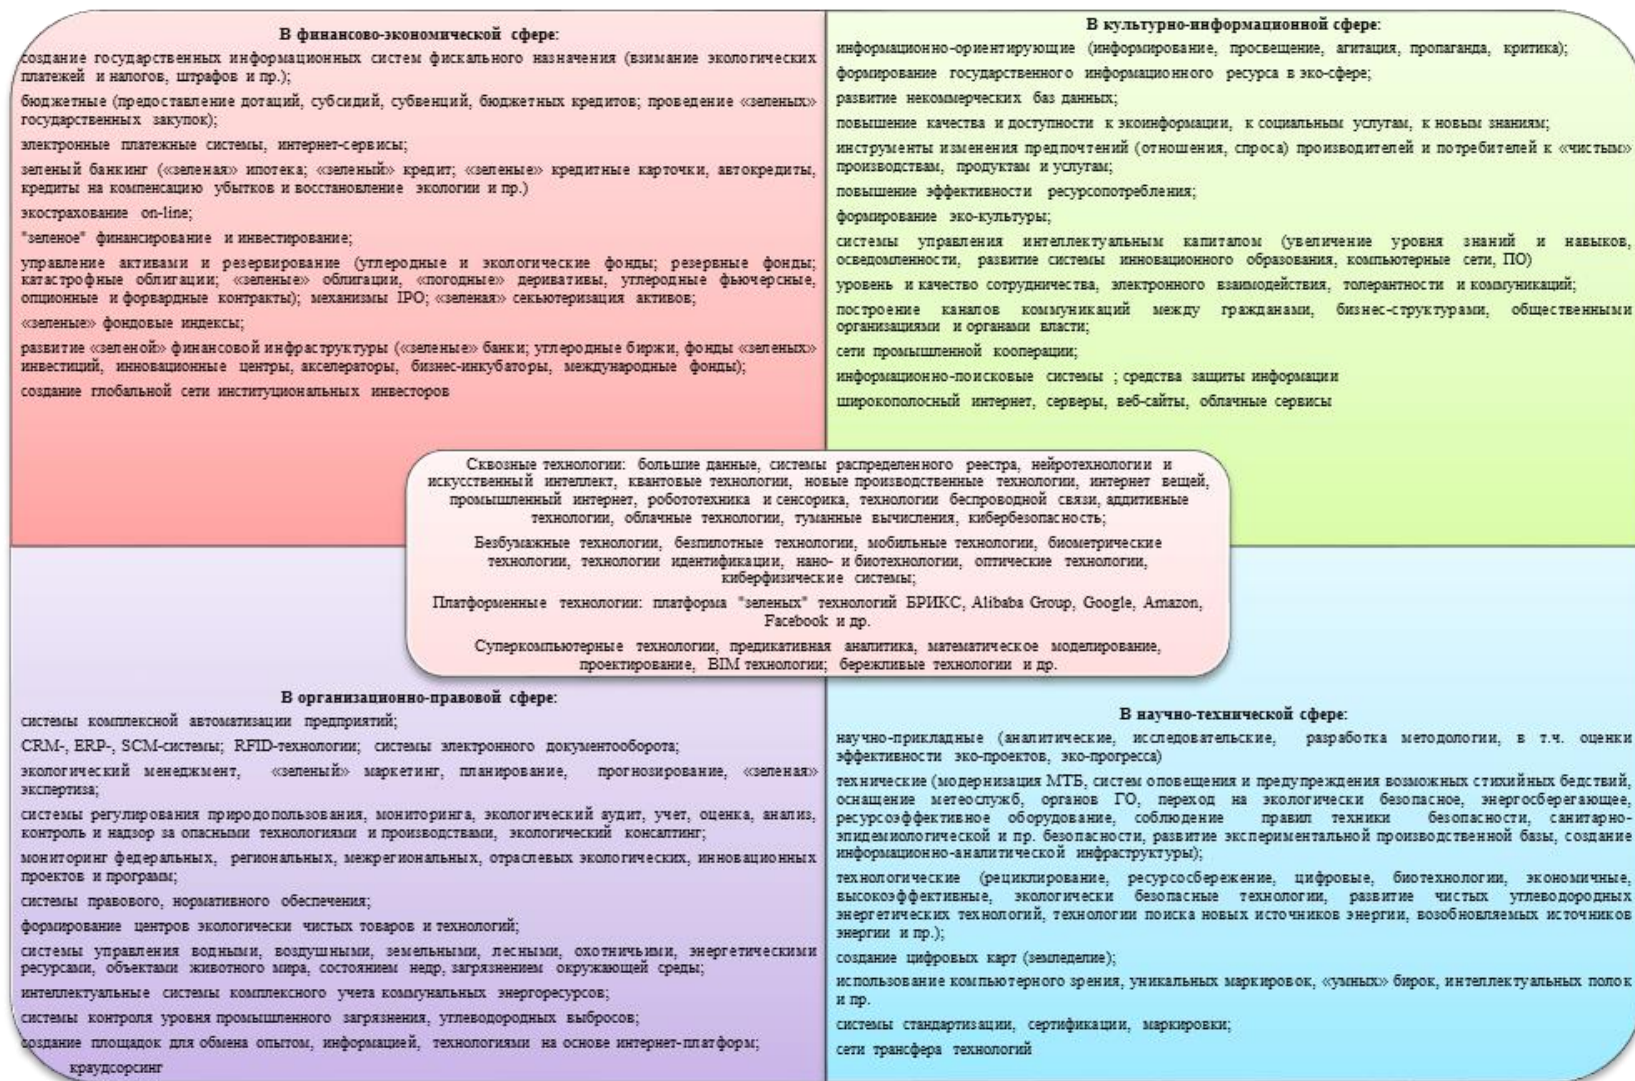 В финансово-экономической сфере:
создание государственных информационных систем фискального назначения (взимание экологических
платежей и налогов, штрафов и пр.);
бюджетные (предоставление дотаций, субсидий, субвенций, бюджетных кредитов; проведение «зеленых»
государственных закупок);
электронные платежные системы, интернет-сервисы;
зеленый банкинг («зеленая» ипотека; «зеленый» кредит; «зеленые» кредитные карточки, автокредиты,
кредиты на компенсацию убытков и восстановление экологии и пр.)
экострахование on-line;
"зеленое" финансирование и инвестирование;
управление активами и резервирование (углеродные и экологические фонды; резервные фонды;
катастрофные облигации; «зеленые» облигации, «погодные» деривативы, углеродные фьючерсные,
опционные и форвардные контракты); механизмы IPO; «зеленая» секьютеризация активов;
«зеленые» фондовые индексы;
развитие «зеленой» финансовой инфраструктуры («зеленые» банки; углеродные биржи, фонды «зеленых»
инвестиций, инновационные центры, акселераторы, бизнес-инкубаторы, международные фонды);
создание глобальной сети институциональных инвесторов
В культурно-информационной сфере:
информационно-ориентирующие (информирование, просвещение, агитация, пропаганда, критика);
формирование государственного информационного ресурса в эко-сфере;
развитие некоммерческих баз данных;
повышение качества и доступности к экоинформации, к социальным услугам, к новым знаниям;
инструменты изменения предпочтений (отношения, спроса) производителей и потребителей к «чистым»
производствам, продуктам и услугам;
повышение эффективности ресурсопотребления;
формирование эко-культуры;
системы управления интеллектуальным капиталом (увеличение уровня знаний и навыков,
осведомленности, развитие системы инновационного образования, компьютерные сети, ПО)
уровень и качество сотрудничества, электронного взаимодействия, толерантности и коммуникаций;
построение каналов коммуникаций между гражданами, бизнес-структурами, общественными
организациями и органами власти;
сети промышленной кооперации;
информационно-поисковые системы ; средства защиты информации
широкополосный интернет, серверы, веб-сайты, облачные сервисы
Сквозные технологии: большие данные, системы распределенного реестра, нейротехнологии и
искусственный интеллект, квантовые технологии, новые производственные технологии, интернет вещей,
промышленный интернет, робототехника и сенсорика, технологии беспроводной связи, аддитивные
технологии, облачные технологии, туманные вычисления, кибербезопасность;
Безбумажные технологии, безпилотные технологии, мобильные технологии, биометрические
технологии, технологии идентификации, нано- и биотехнологии, оптические технологии,
киберфизические системы;
Платформенные технологии: платформа "зеленых" технологий БРИКС, Alibaba Group, Google, Amazon,
Facebook и др.
Суперкомпьютерные технологии, предикативная аналитика, математическое моделирование,
проектирование, BIM технологии; бережливые технологии и др.
В организационно-правовой сфере:
системы комплексной автоматизации предприятий;
CRM-, ERP-, SCM-системы; RFID-технологии; системы электронного документооборота;
экологический менеджмент, «зеленый» маркетинг, планирование, прогнозирование, «зеленая»
экспертиза;
системы регулирования природопользования, мониторинга, экологический аудит, учет, оценка, анализ,
контроль и надзор за опасными технологиями и производствами, экологический консалтинг;
мониторинг федеральных, региональных, межрегиональных, отраслевых экологических, инновационных
проектов и программ;
системы правового, нормативного обеспечения;
формирование центров экологически чистых товаров и технологий;
системы управления водными, воздушными, земельными, лесными, охотничьими, энергетическими
ресурсами, объектами животного мира, состоянием недр, загрязнением окружающей среды;
интеллектуальные системы комплексного учета коммунальных энергоресурсов;
системы контроля уровня промышленного загрязнения, углеводородных выбросов;
создание площадок для обмена опытом, информацией, технологиями на основе интернет-платформ;
краудсорсинг
В научно-технической сфере:
научно-прикладные (аналитические, исследовательские, разработка методологии, в т.ч. оценки
эффективности эко-проектов, эко-прогресса)
технические (модернизация МТБ, систем оповещения и предупреждения возможных стихийных бедствий,
оснащение метеослужб, органов ГО, переход на экологически безопасное, энергосберегающее,
ресурсоэффективное оборудование, соблюдение правил техники безопасности, санитарно-
эпидемиологической и пр. безопасности, развитие экспериментальной производственной базы, создание
информационно-аналитической инфраструктуры);
технологические (рециклирование, ресурсосбережение, цифровые, биотехнологии, экономичные,
высокоэффективные, экологически безопасные технологии, развитие чистых углеводородных
энергетических технологий, технологии поиска новых источников энергии, возобновляемых источников
энергии и пр.);
создание цифровых карт (земледелие);
использование компьютерного зрения, уникальных маркировок, «умных» бирок, интеллектуальных полок
и пр.
системы стандартизации, сертификации, маркировки;
сети трансфера технологий